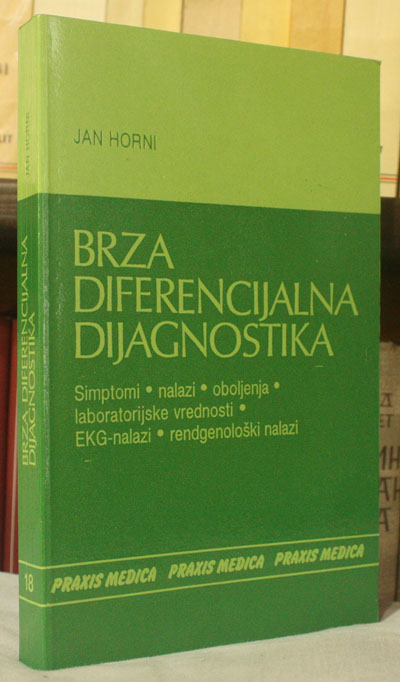 JAN HORNI
BRZA
DIFERENCIJALNA
DIJAGNOSTIKA
Simptomi • nalazi • oboljenja •
laboratorijske vrednosti •
EKG-nalazi • rendgenološki nalazi
PRAXIS MEDICA PRAXIS MEDICA PRAXIS MEDICA
JAN HORNI
BRZA DIFERENCIJALNA
DIJAGNOSTIKA
18